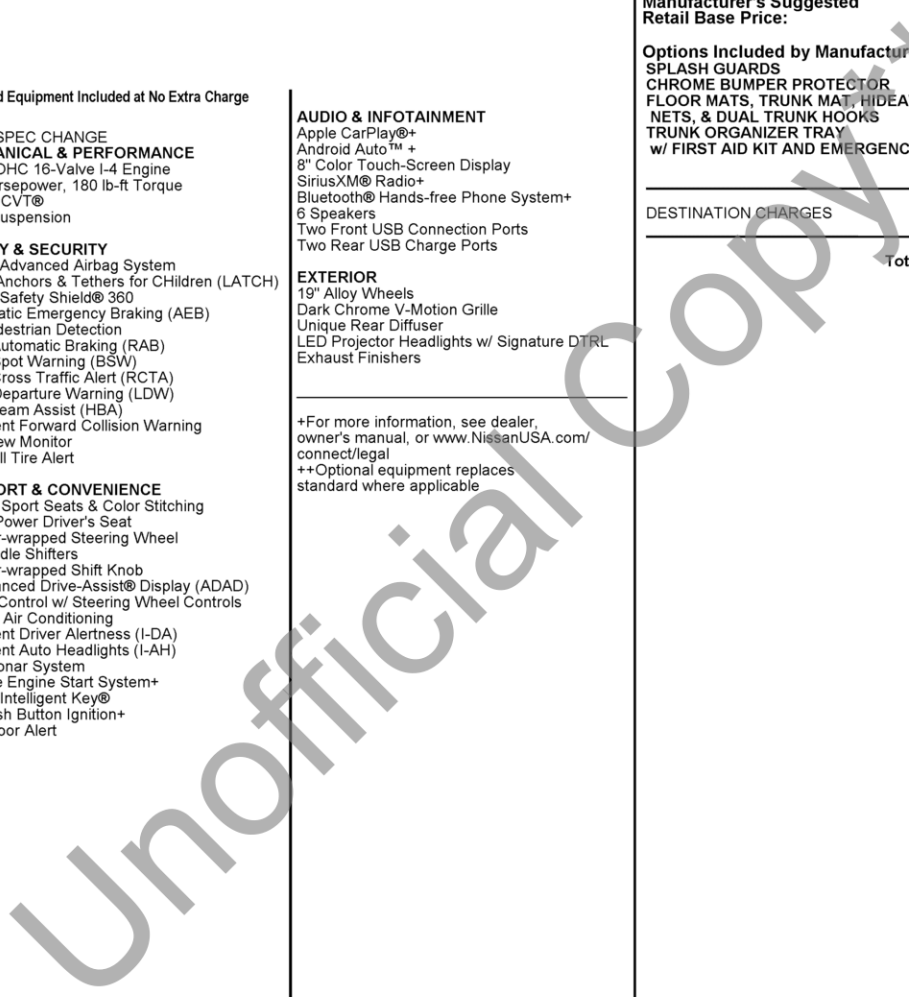 d Equipment Included at No Extra Charge
SPEC CHANGE
ANICAL & PERFORMANCE
OHC 16-Valve I-4 Engine
rsepower, 180 lb-ft Torque
CVT®
uspension
Y & SECURITY
Advanced Airbag System
Anchors & Tethers for CHildren (LATCH)
Safety Shield® 360
atic Emergency Braking (AEB)
destrian Detection
utomatic Braking (RAB)
pot Warning (BSW)
ross Traffic Alert (RCTA)
Departure Warning (LDW)
eam Assist (HBA)
ent Forward Collision Warning
ew Monitor
ll Tire Alert
ORT & CONVENIENCE
Sport Seats & Color Stitching
Power Driver's Seat
r-wrapped Steering Wheel
dle Shifters
r-wrapped Shift Knob
anced Drive-Assist® Display (ADAD)
Control w/ Steering Wheel Controls
Air Conditioning
ent Driver Alertness (I-DA)
ent Auto Headlights (I-AH)
onar System
e Engine Start System+
Intelligent Key®
sh Button Ignition+
oor Alert
AUDIO & INFOTAINMENT
Apple CarPlay®+
Android Auto™ +
8" Color Touch-Screen Display
SiriusXM® Radio+
Bluetooth® Hands-free Phone System+
6 Speakers
Two Front USB Connection Ports
Two Rear USB Charge Ports
EXTERIOR
19" Alloy Wheels
Dark Chrome V-Motion Grille
Unique Rear Diffuser
LED Projector Headlights w/ Signature DTRL
Exhaust Finishers
+For more information, see dealer,
owner's manual, or www.NissanUSA.com/
connect/legal
++Optional equipment replaces
standard where applicable
Manufacturer's Suggested
Retail Base Price:
Options Included by Manufactur
SPLASH GUARDS
CHROME BUMPER PROTECTOR
FLOOR MATS, TRUNK MAT, HIDEA
NETS, & DUAL TRUNK HOOKS
TRUNK ORGANIZER TRAY
w/ FIRST AID KIT AND EMERGENC
DESTINATION CHARGES
Tot
Unofficial Copy**